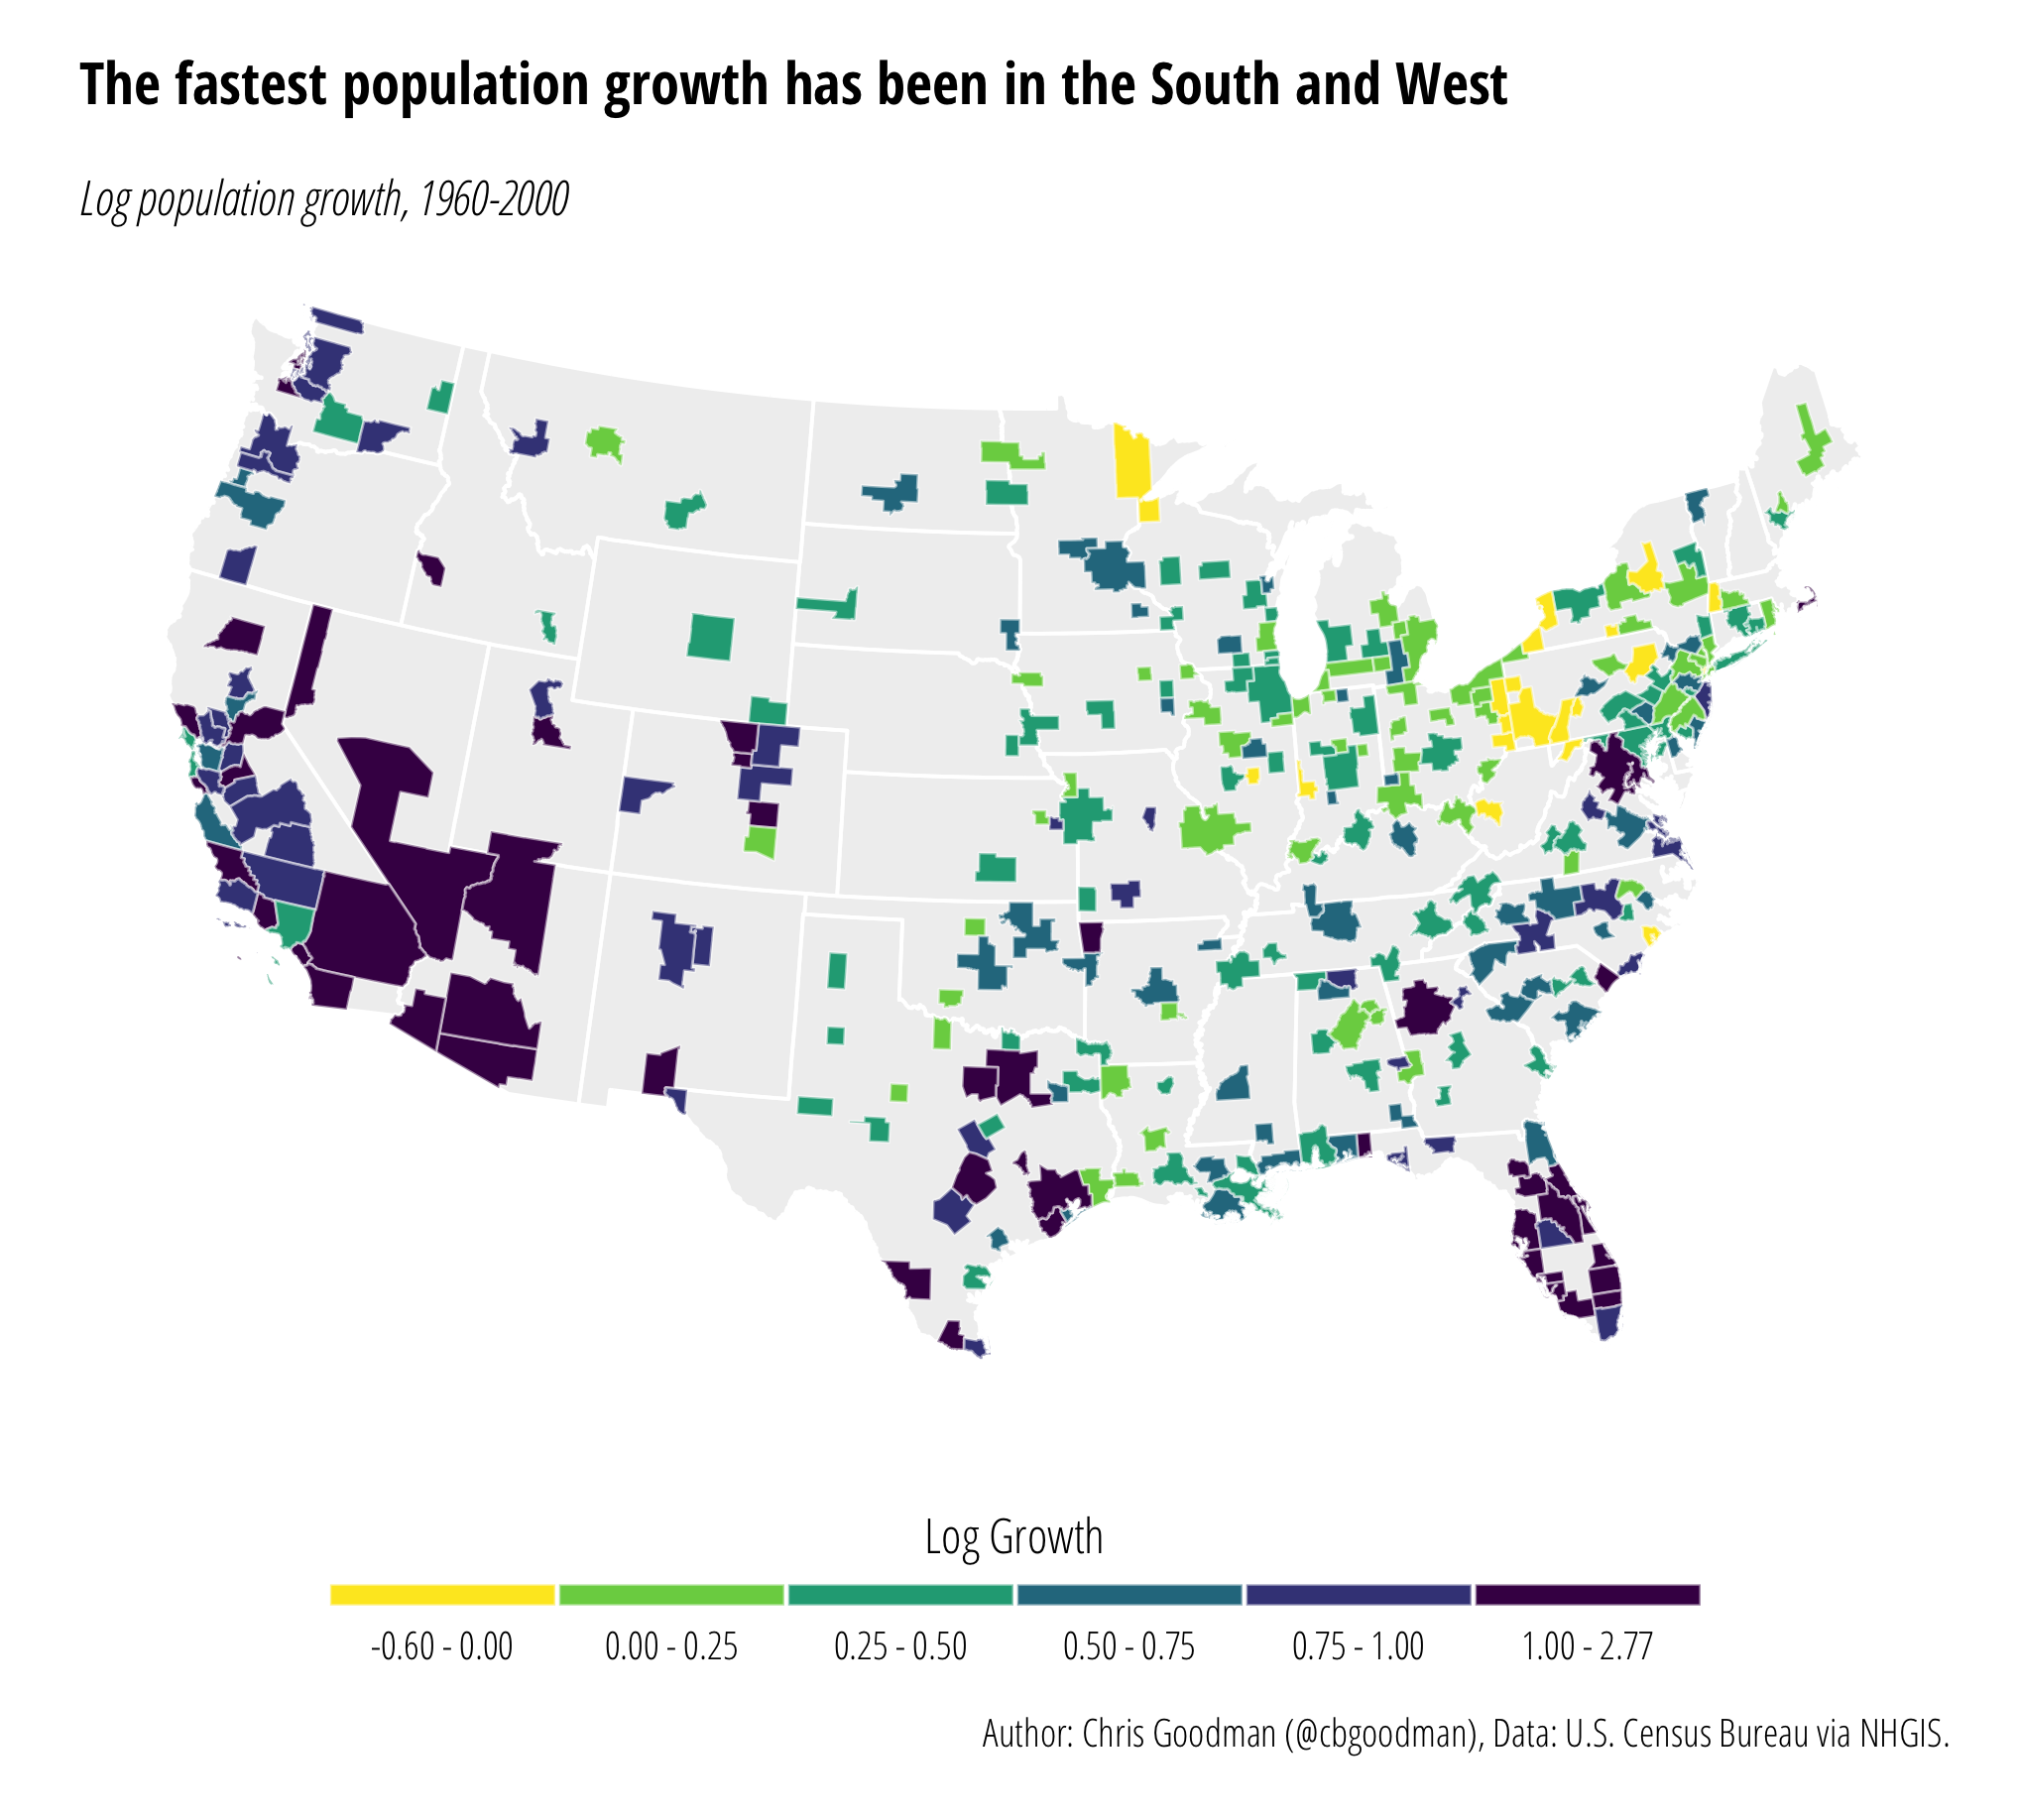 The fastest population growth has been in the South and West
Log population growth, 1960-2000
Log Growth
-0.60 - 0.00
0.00 - 0.25
0.25 - 0.50
0.50 - 0.75
0.75 - 1.00
1.00 - 2.77
Author: Chris Goodman (@cbgoodman), Data: U.S. Census Bureau via NHGIS.